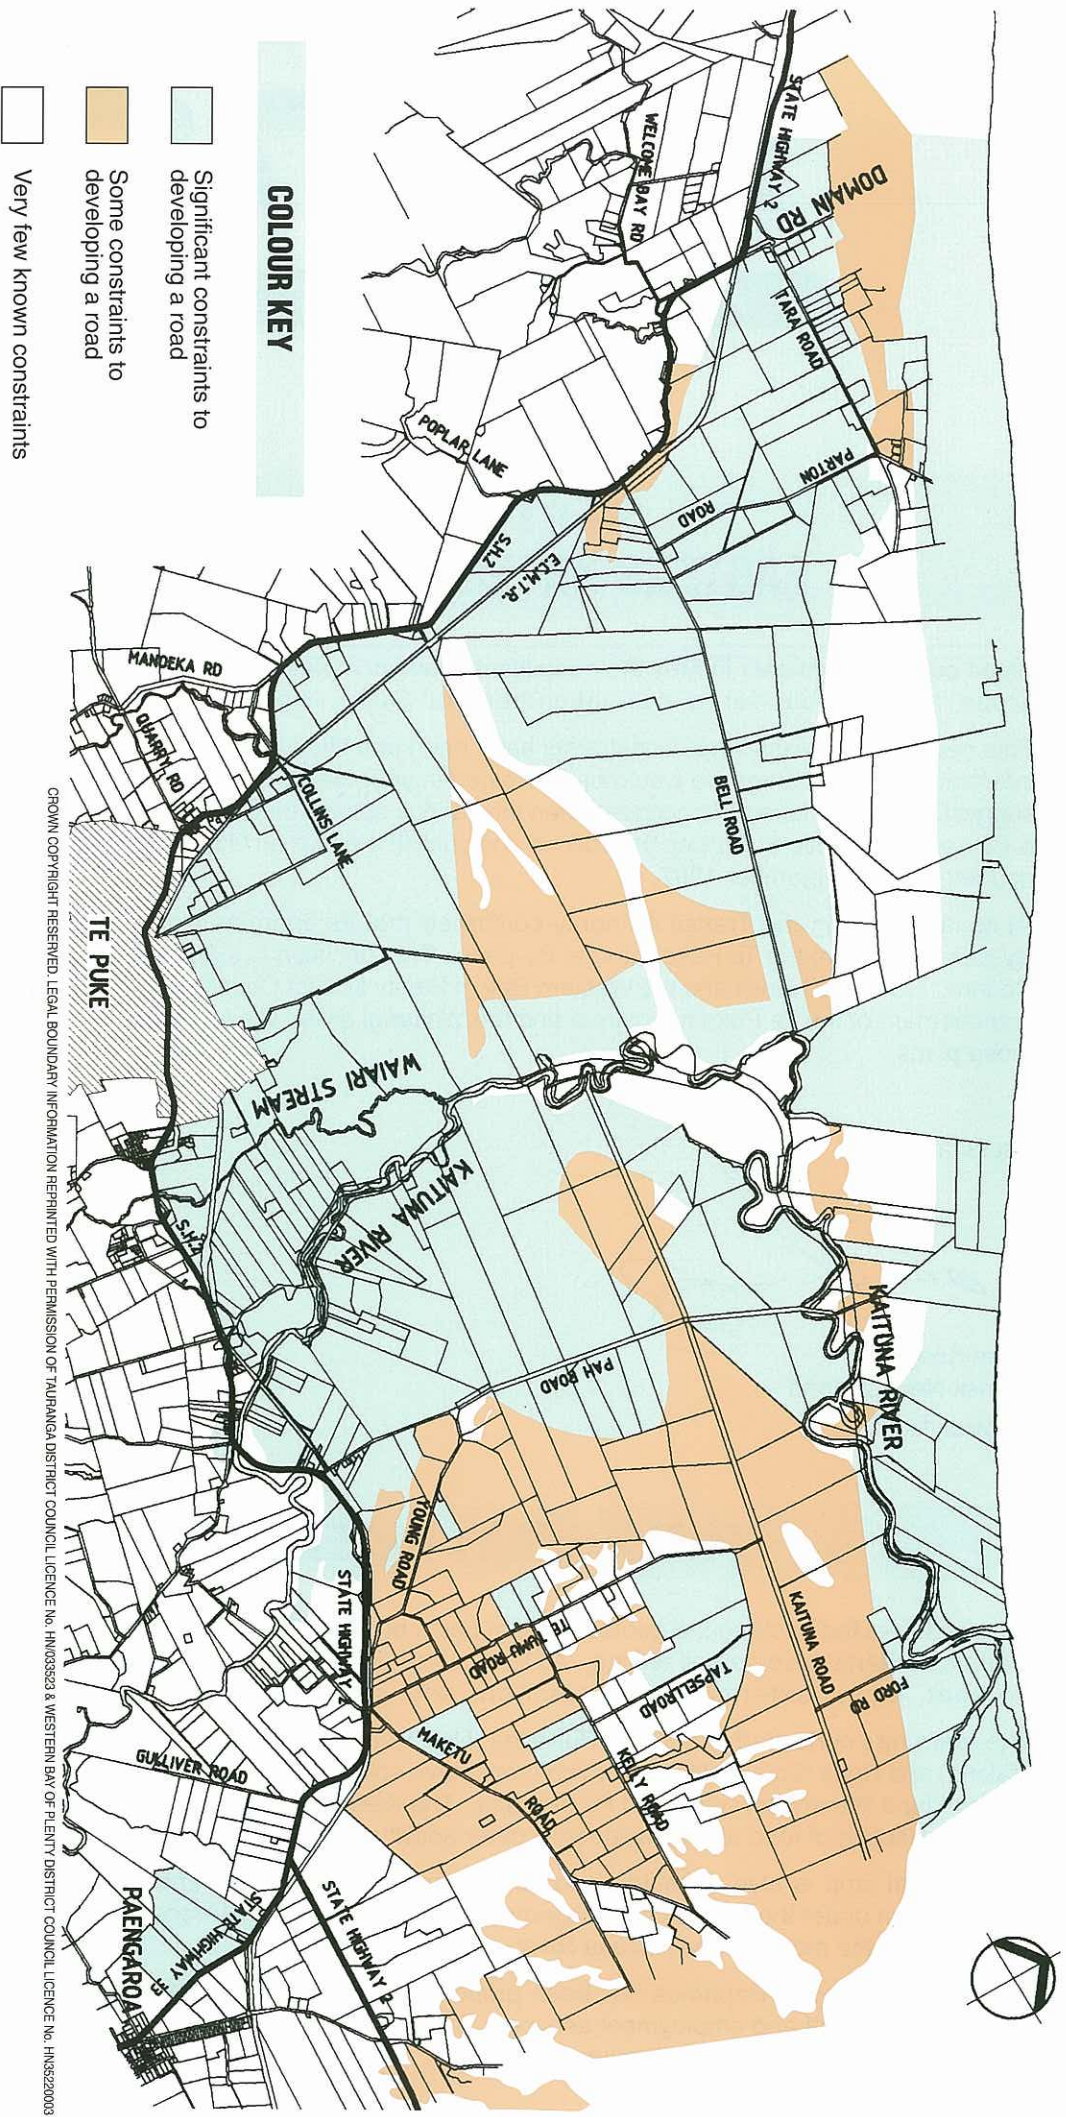 STATE HIGHWAY 2
DOMAIN RD
WELCOME BAY RD
TARA ROAD
PARTON
ROAD
POPLAR LANE
S.H.2
E.C.M.T.R.
BELL ROAD
MANOEKA RD
QUARRY RD
COLLINS LANE
TE PUKE
WAIARI STREAM
KAITUNA RIVER
KAITUNA RIVER
S.H.2
PAH ROAD
YOUNG ROAD
STATE HIGHWAY 2
TE TUMU ROAD
TAPSELL ROAD
KAITUNA ROAD
FORD RD
MAKETU
ROAD
KELLY ROAD
GULLIVER ROAD
STATE HIGHWAY 2
STATE HIGHWAY 33
PAENGAROA
COLOUR KEY
Significant constraints to
developing a road
Some constraints to
developing a road
Very few known constraints
CROWN COPYRIGHT RESERVED. LEGAL BOUNDARY INFORMATION REPRINTED WITH PERMISSION OF TAURANGA DISTRICT COUNCIL LICENCE No. HN/033523 & WESTERN BAY OF PLENTY DISTRICT COUNCIL LICENCE No. HN35220003